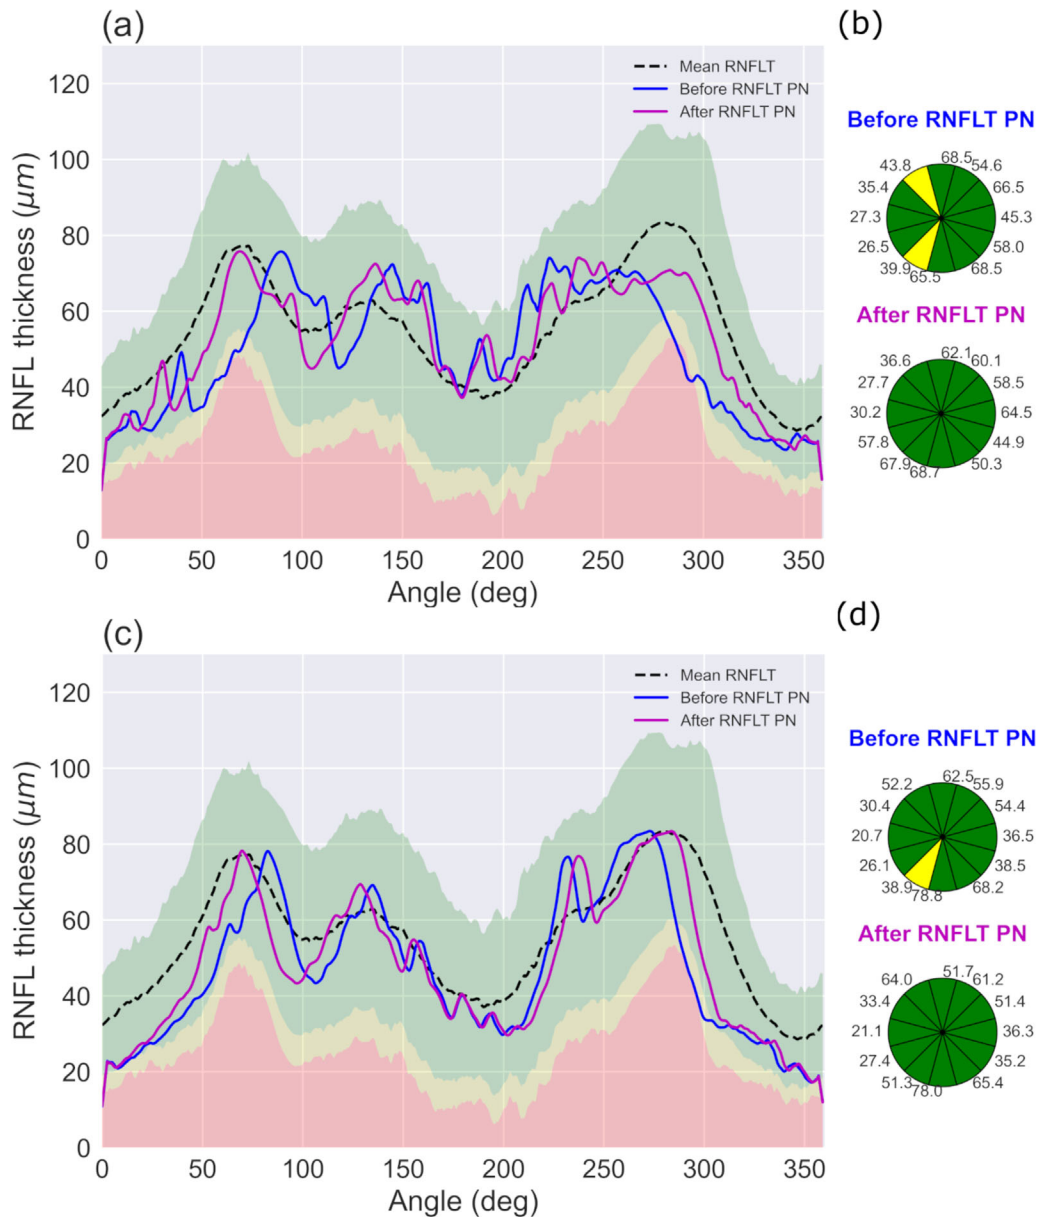 (a)
(b)
RNFL thickness (μm)
120
100
80
60
40
20
0
Mean RNFLT
Before RNFLT PN
After RNFLT PN
0 50 100 150 200 250 300 350
Angle (deg)
Before RNFLT PN
68.5
43.8 54.6
35.4 66.5
27.3 45.3
26.5 58.0
39.9 68.5
65.5
After RNFLT PN
62.1
36.6 60.1
27.7 58.5
30.2 64.5
57.8 44.9
67.9 50.3
68.7
(c)
(d)
RNFL thickness (μm)
120
100
80
60
40
20
0
Mean RNFLT
Before RNFLT PN
After RNFLT PN
0 50 100 150 200 250 300 350
Angle (deg)
Before RNFLT PN
62.5
52.2 55.9
30.4 54.4
20.7 36.5
26.1 38.5
38.9 68.2
78.8
After RNFLT PN
51.7
64.0 61.2
33.4 51.4
21.1 36.3
27.4 35.2
51.3 65.4
78.0